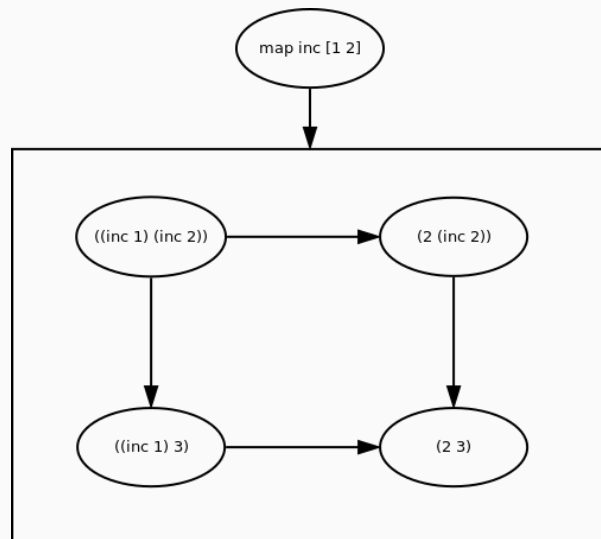 map inc [1 2]
((inc 1) (inc 2))
(2 (inc 2))
((inc 1) 3)
(2 3)